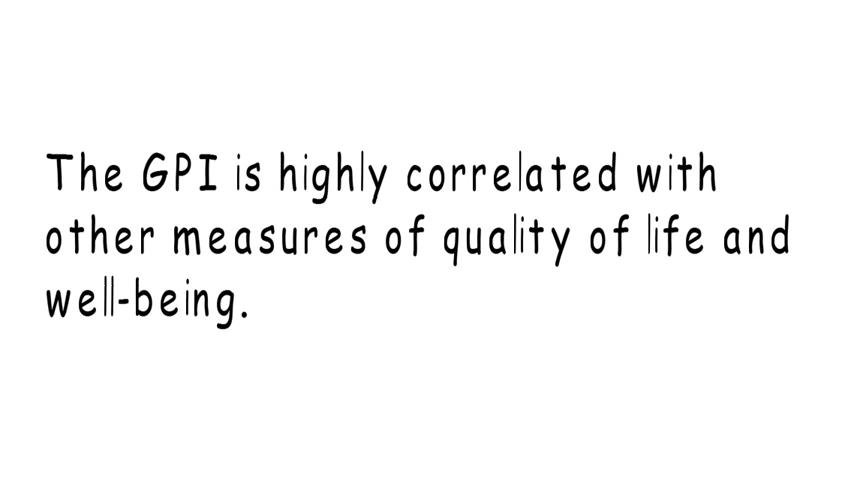 The GPI is highly correlated with
other measures of quality of life and
well-being.